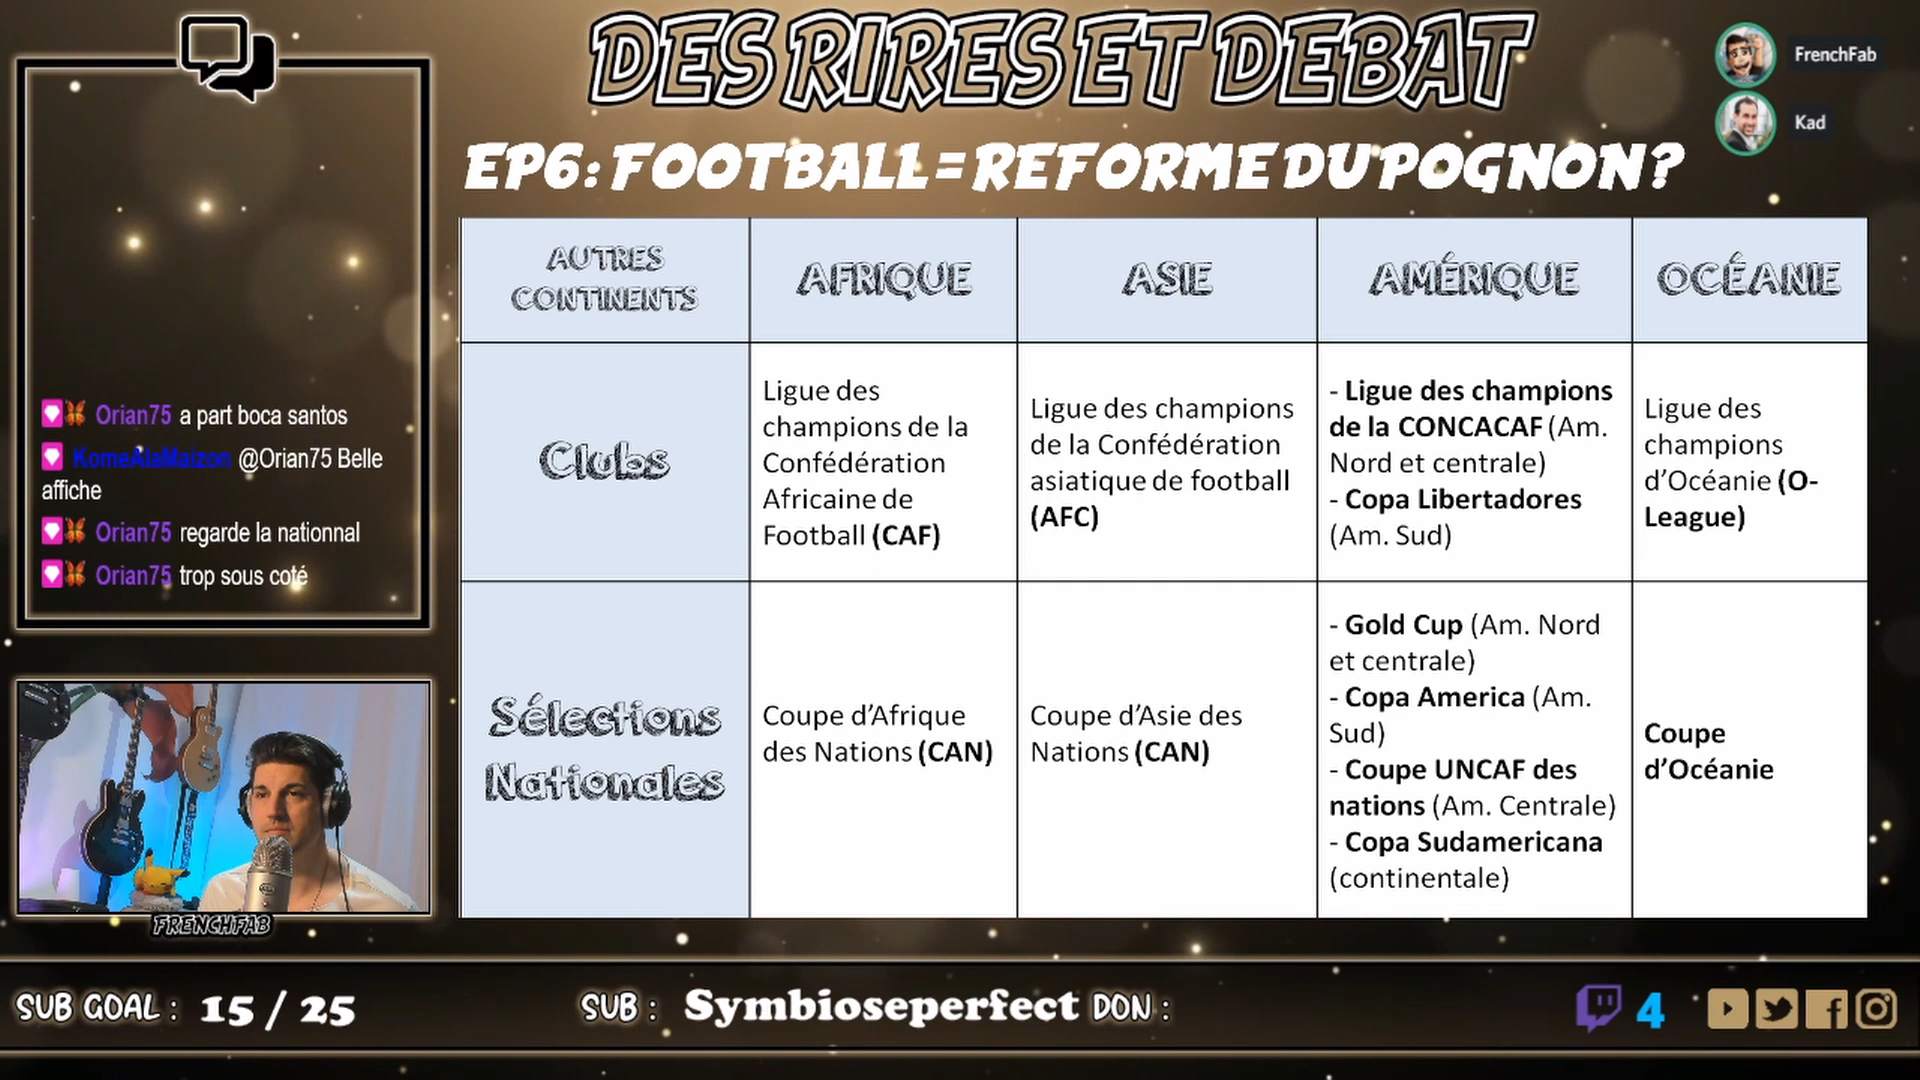 DES RIRES ET DEBAT
EP6 : FOOTBALL = REFORME DU POGNON ?
FrenchFab
Kad
Orian75 a part boca santos
KomeAlaMaizon @Orian75 Belle
affiche
Orian75 regarde la nationnal
Orian75 trop sous coté
FRENCHFAB
AUTRES
CONTINENTS
AFRIQUE
ASIE
AMÉRIQUE
OCÉANIE
Clubs
Ligue des
champions de la
Confédération
Africaine de
Football (CAF)
Ligue des champions
de la Confédération
asiatique de football
(AFC)
- Ligue des champions
de la CONCACAF (Am.
Nord et centrale)
- Copa Libertadores
(Am. Sud)
Ligue des
champions
d’Océanie (O-
League)
Sélections
Nationales
Coupe d’Afrique
des Nations (CAN)
Coupe d’Asie des
Nations (CAN)
- Gold Cup (Am. Nord
et centrale)
- Copa America (Am.
Sud)
- Coupe UNCAF des
nations (Am. Centrale)
- Copa Sudamericana
(continentale)
Coupe
d’Océanie
SUB GOAL : 15 / 25
SUB : Symbioseperfect DON :
4